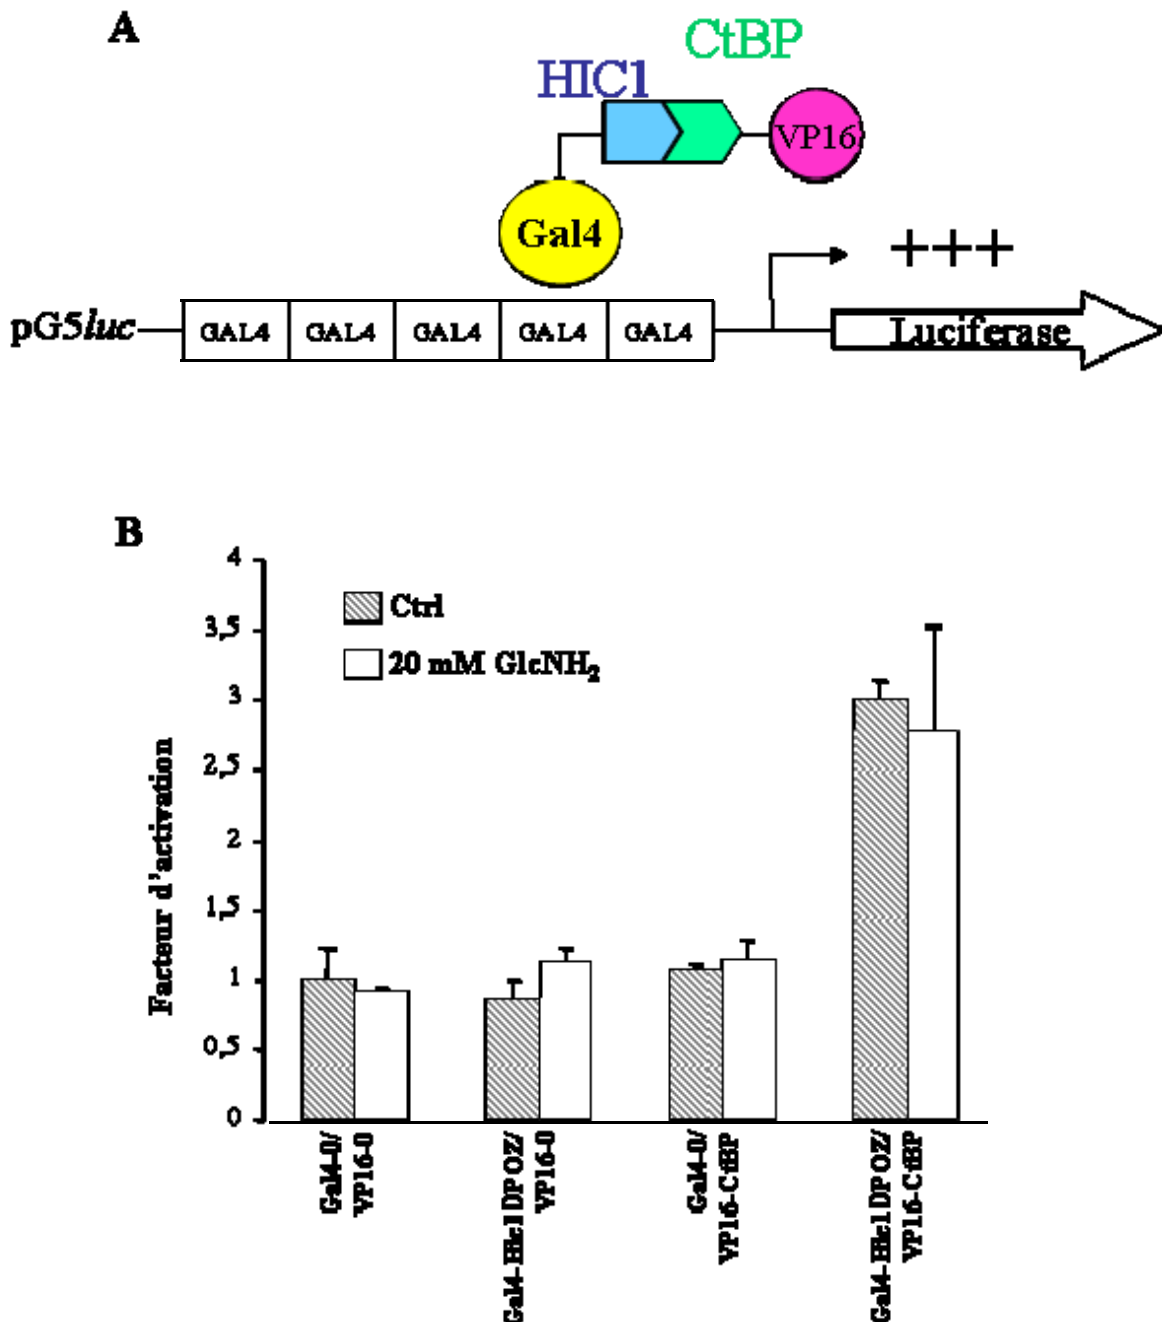 A
CtBP
HIC1
VP16
Gal4
+++
pG5luc
GAL4 GAL4 GAL4 GAL4 GAL4
Luciferase
B
4
3,5
3
2,5
2
1,5
1
0,5
0
Facteur d'activation
Ctrl
20 mM GlcNH₂
Gal4-0/
VP16-0
Gal4-Hic1DPOZ/
VP16-0
Gal4-0/
VP16-CtBP
Gal4-Hic1DPOZ/
VP16-CtBP